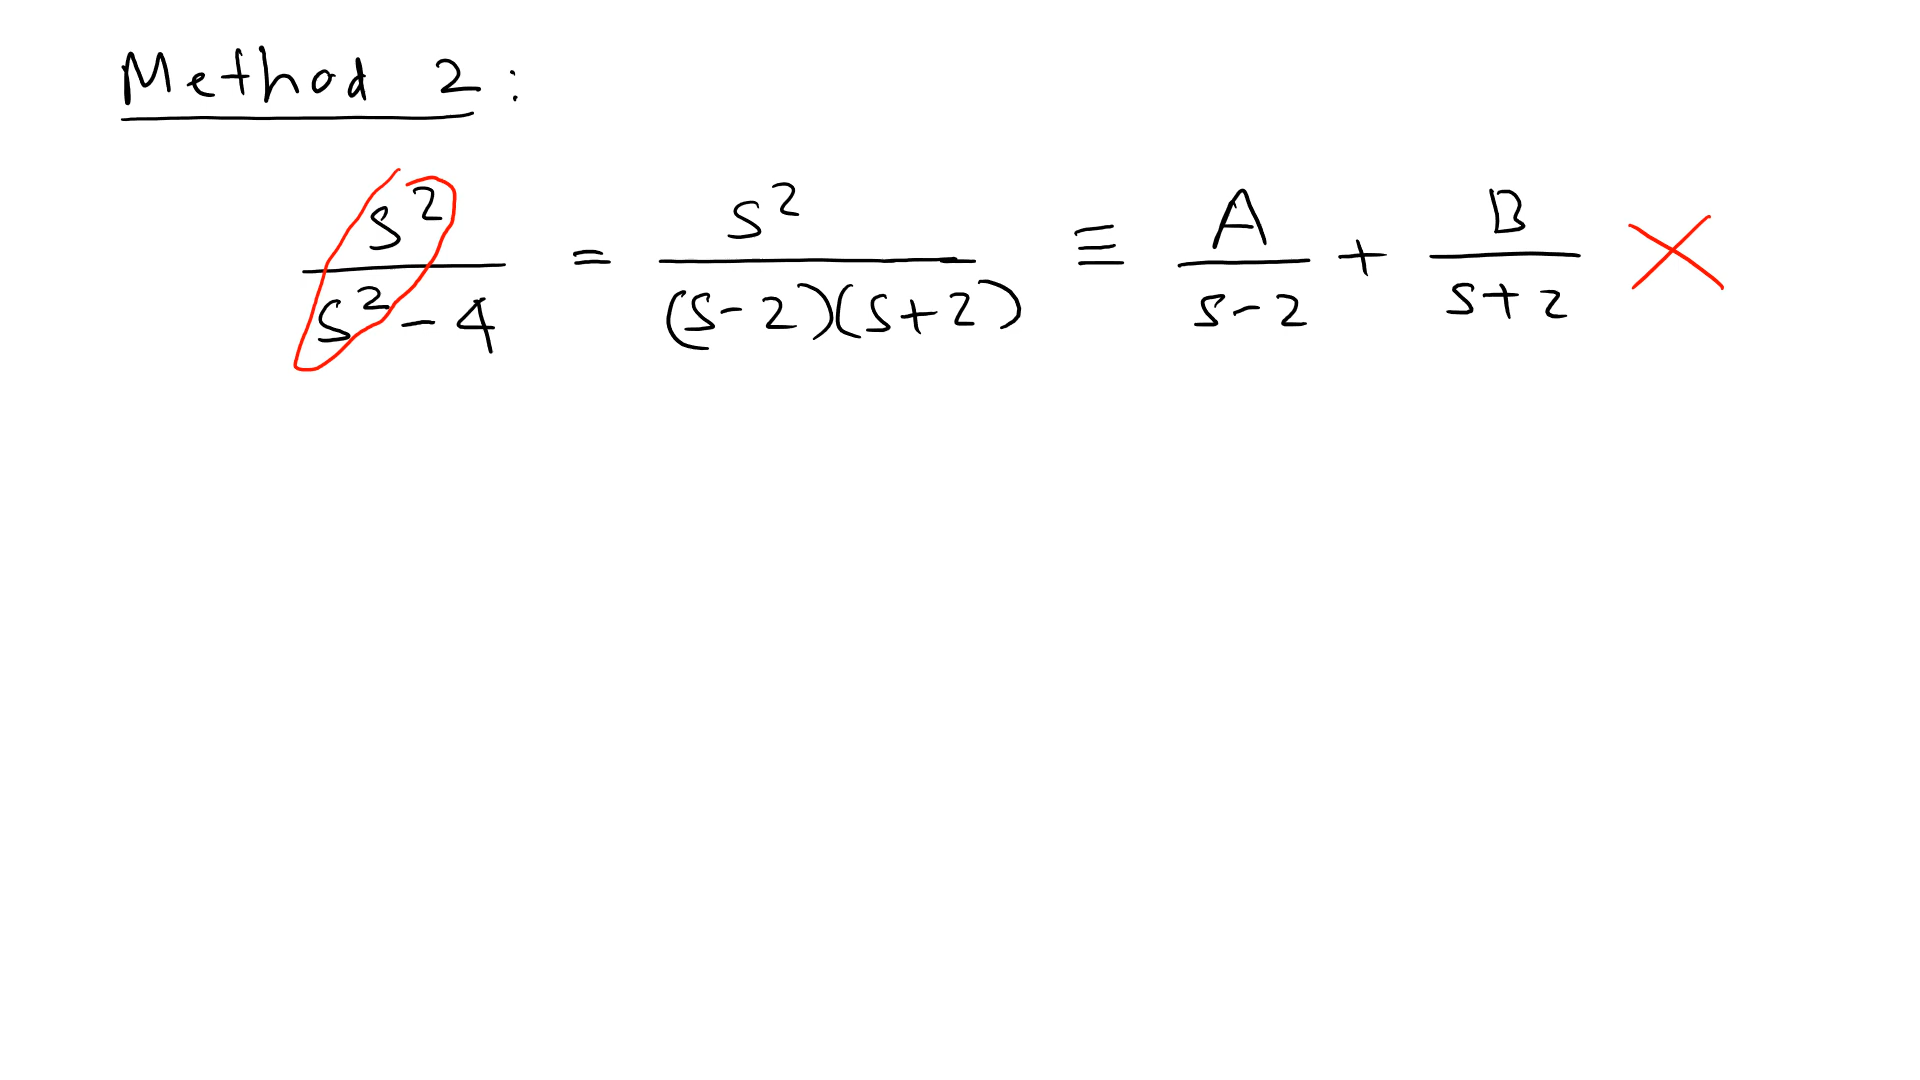 Method 2 :
s²/(s² - 4) = s²/((s-2)(s+2)) ≡ A/(s-2) + B/(s+2) ✗